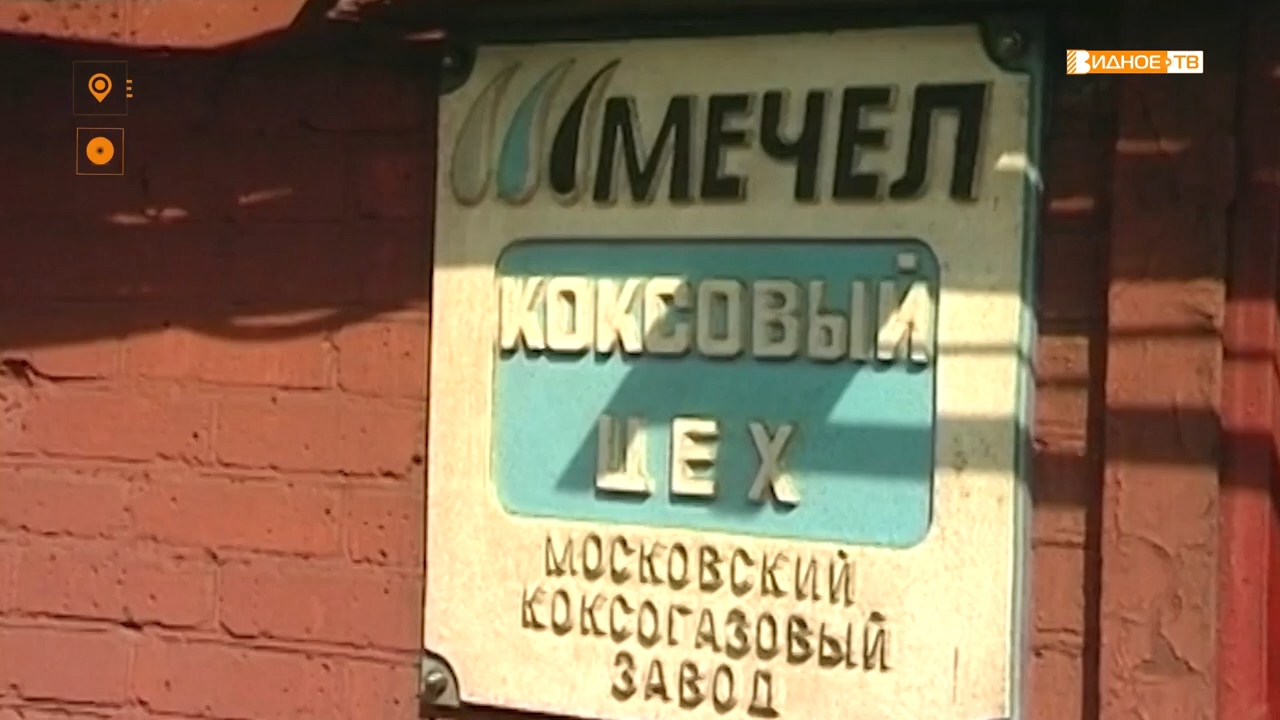 ВИДНОЕ ТВ
МЕЧЕЛ
КОКСОВЫЙ
ЦЕХ
МОСКОВСКИЙ
КОКСОГАЗОВЫЙ
ЗАВОД